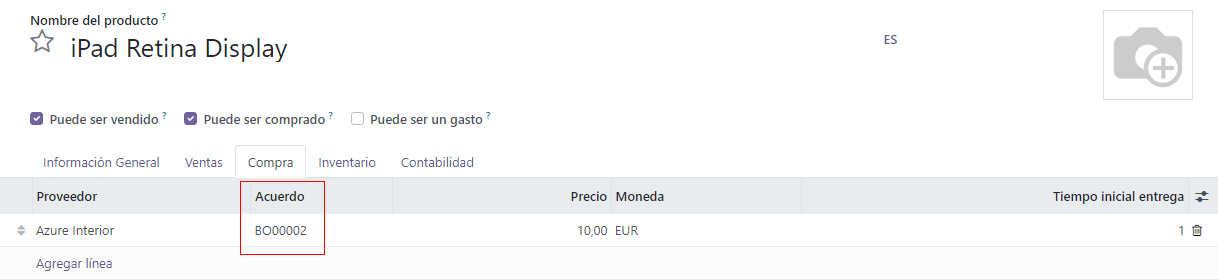 Nombre del producto ?
iPad Retina Display
ES
Puede ser vendido ? Puede ser comprado ? Puede ser un gasto ?
Información General Ventas Compra Inventario Contabilidad
Proveedor Acuerdo Precio Moneda Tiempo inicial entrega
Azure Interior BO00002 10,00 EUR 1
Agregar línea